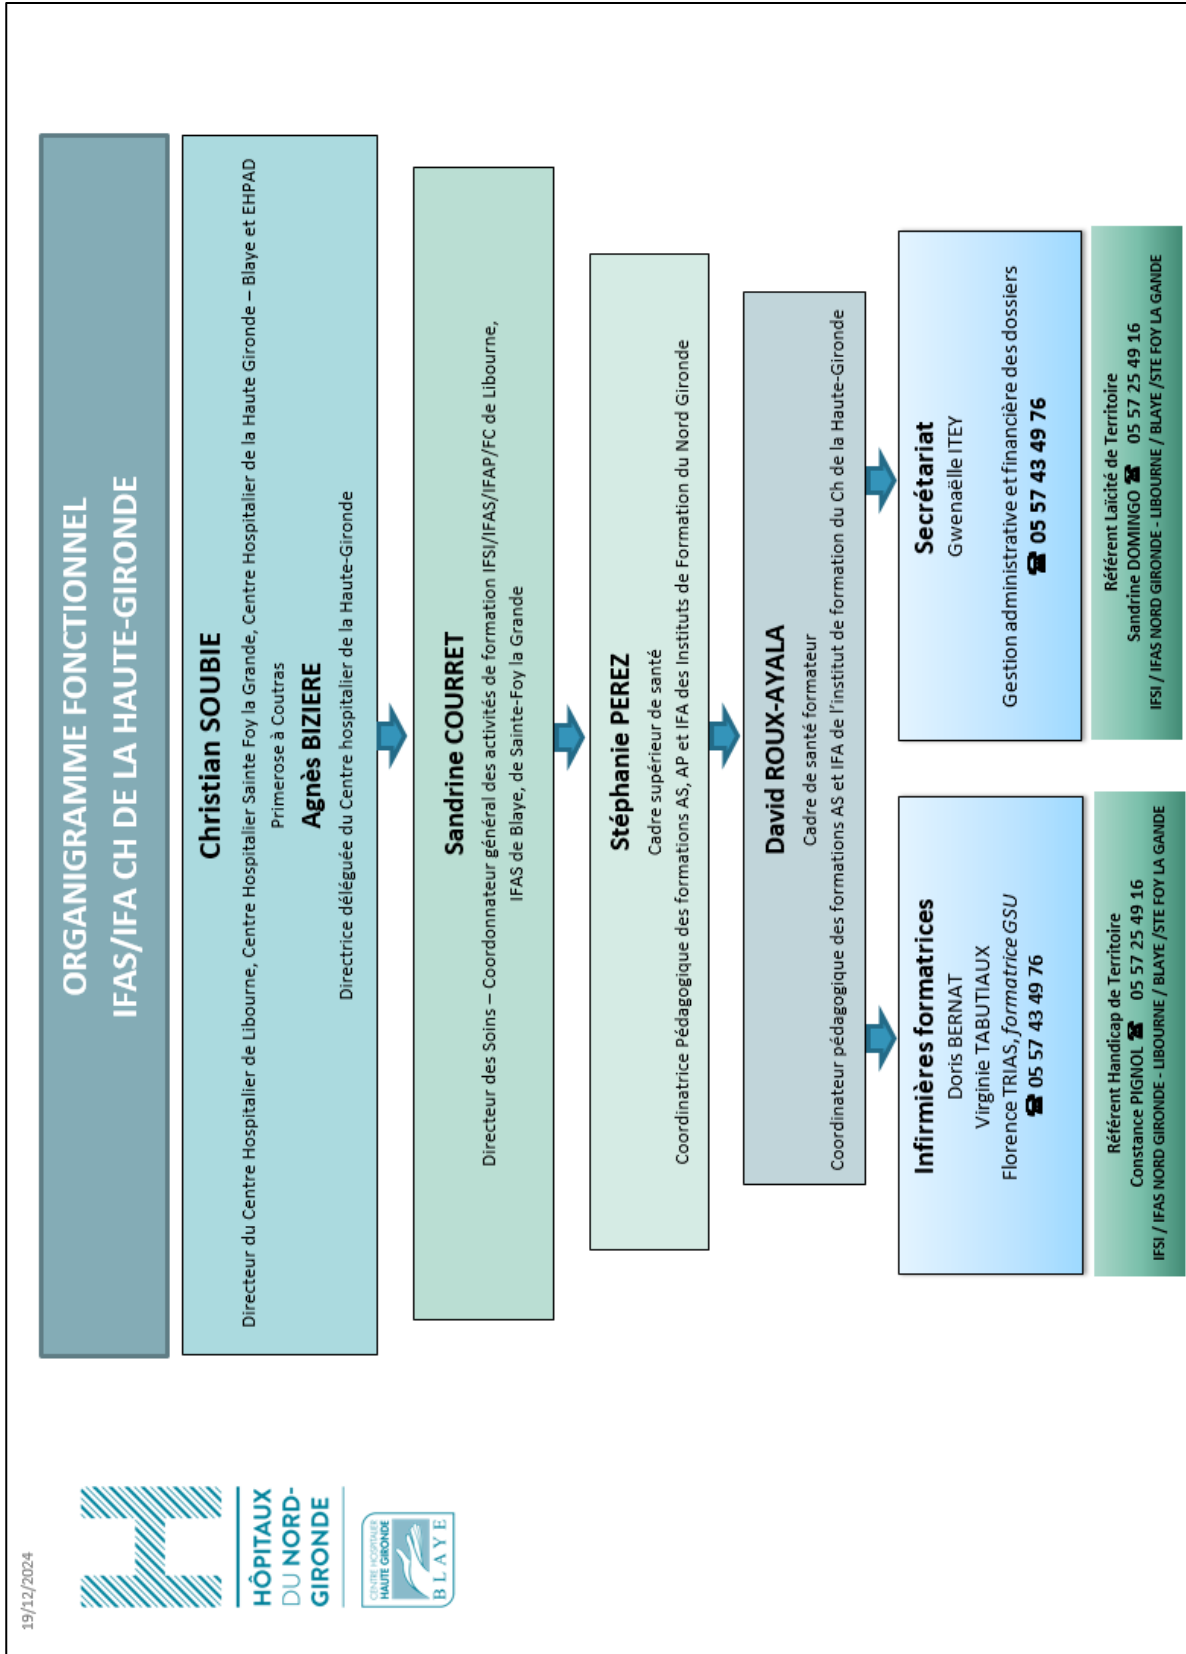 19/12/2024
HÔPITAUX
DU NORD-
GIRONDE
CENTRE HOSPITALIER
HAUTE GIRONDE
BLAYE
ORGANIGRAMME FONCTIONNEL
IFAS/IFA CH DE LA HAUTE-GIRONDE
Christian SOUBIE
Directeur du Centre Hospitalier de Libourne, Centre Hospitalier Sainte Foy la Grande, Centre Hospitalier de la Haute Gironde – Blaye et EHPAD
Primerose à Coutras
Agnès BIZIERE
Directrice déléguée du Centre hospitalier de la Haute-Gironde
Sandrine COURRET
Directeur des Soins – Coordonnateur général des activités de formation IFSI/IFAS/IFAP/FC de Libourne,
IFAS de Blaye, de Sainte-Foy la Grande
Stéphanie PEREZ
Cadre supérieur de santé
Coordinatrice Pédagogique des formations AS, AP et IFA des Instituts de Formation du Nord Gironde
David ROUX-AYALA
Cadre de santé formateur
Coordinateur pédagogique des formations AS et IFA de l'institut de formation du Ch de la Haute-Gironde
Infirmières formatrices
Doris BERNAT
Virginie TABUTIAUX
Florence TRIAS, formatrice GSU
☎ 05 57 43 49 76
Secrétariat
Gwenaëlle ITEY
Gestion administrative et financière des dossiers
☎ 05 57 43 49 76
Référent Handicap de Territoire
Constance PIGNOL ☎ 05 57 25 49 16
IFSI / IFAS NORD GIRONDE - LIBOURNE / BLAYE /STE FOY LA GANDE
Référent Laïcité de Territoire
Sandrine DOMINGO ☎ 05 57 25 49 16
IFSI / IFAS NORD GIRONDE - LIBOURNE / BLAYE /STE FOY LA GANDE